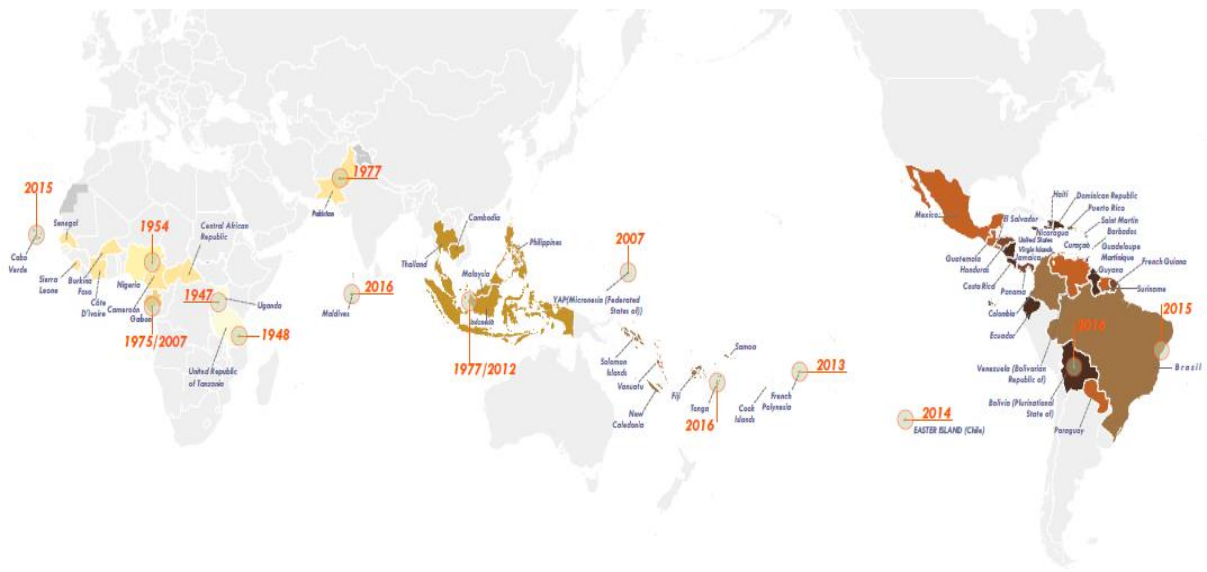 2015
Senegal
Cabo
Verde
Sierra
Leone
Burkina
Faso
Côte
D'ivoire
1954
Nigeria
Cameroon
Central African
Republic
Gabon
1975/2007
1947
Uganda
1948
United Republic
of Tanzania
1977
Pakistan
2016
Maldives
Cambodia
Thailand
Philippines
Malaysia
Indonesia
1977/2012
2007
YAP(Micronesia (Federated
States of))
Solomon
Islands
Vanuatu
New
Caledonia
Fiji
Samoa
Tonga
2016
Cook
Islands
2013
French
Polynesia
2014
EASTER ISLAND (Chile)
Mexico
Haiti
Dominican Republic
Puerto Rico
El Salvador
Nicaragua
Saint Martin
Barbados
United States
Virgin Islands
Curaçao
Jamaica
Guadeloupe
Martinique
Guatemala
Honduras
Guyana
French Guiana
Costa Rica
Panama
Suriname
Colombia
Ecuador
2016
2015
Venezuela (Bolivarian
Republic of)
Brasil
Bolivia (Plurinational
State of)
Paraguay